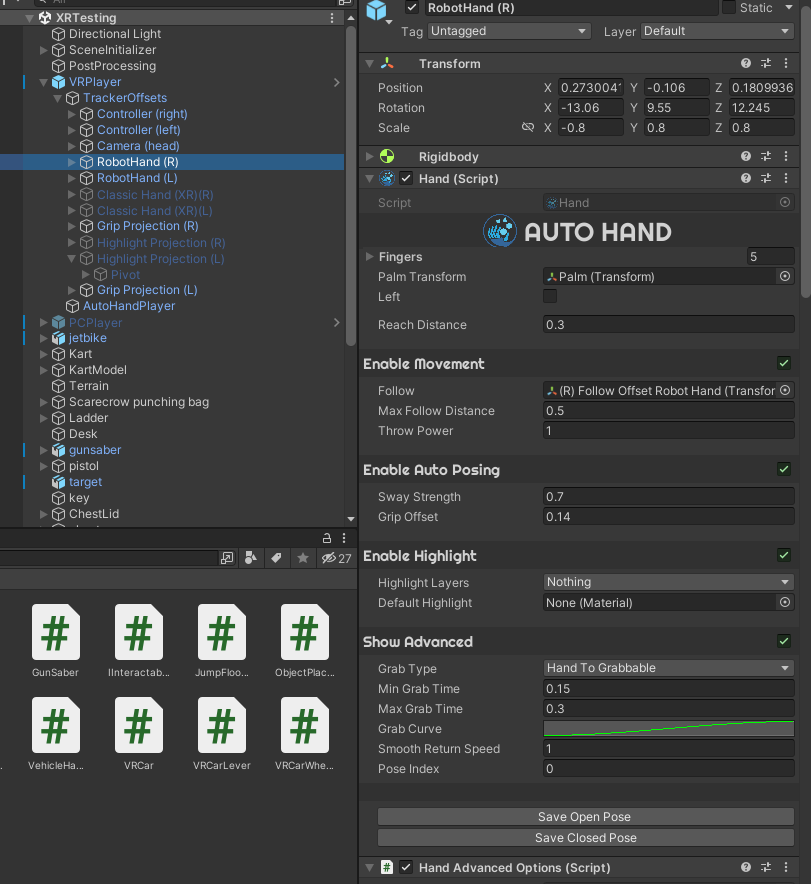 All
XRTesting
Directional Light
SceneInitializer
PostProcessing
VRPlayer
TrackerOffsets
Controller (right)
Controller (left)
Camera (head)
RobotHand (R)
RobotHand (L)
Classic Hand (XR)(R)
Classic Hand (XR)(L)
Grip Projection (R)
Highlight Projection (R)
Highlight Projection (L)
Pivot
Grip Projection (L)
AutoHandPlayer
PCPlayer
jetbike
Kart
KartModel
Terrain
Scarecrow punching bag
Ladder
Desk
gunsaber
pistol
target
key
ChestLid
27
GunSaber
IInteractab...
JumpFloo...
ObjectPlac...
VehicleHa...
VRCar
VRCarLever
VRCarWhe...
RobotHand (R)
Static
Tag Untagged Layer Default
Transform
Position X 0.2730041 Y -0.106 Z 0.1809936
Rotation X -13.06 Y 9.55 Z 12.245
Scale X -0.8 Y 0.8 Z 0.8
Rigidbody
Hand (Script)
Script Hand
AUTO HAND
Fingers 5
Palm Transform Palm (Transform)
Left
Reach Distance 0.3
Enable Movement
Follow (R) Follow Offset Robot Hand (Transfor
Max Follow Distance 0.5
Throw Power 1
Enable Auto Posing
Sway Strength 0.7
Grip Offset 0.14
Enable Highlight
Highlight Layers Nothing
Default Highlight None (Material)
Show Advanced
Grab Type Hand To Grabbable
Min Grab Time 0.15
Max Grab Time 0.3
Grab Curve
Smooth Return Speed 1
Pose Index 0
Save Open Pose
Save Closed Pose
Hand Advanced Options (Script)